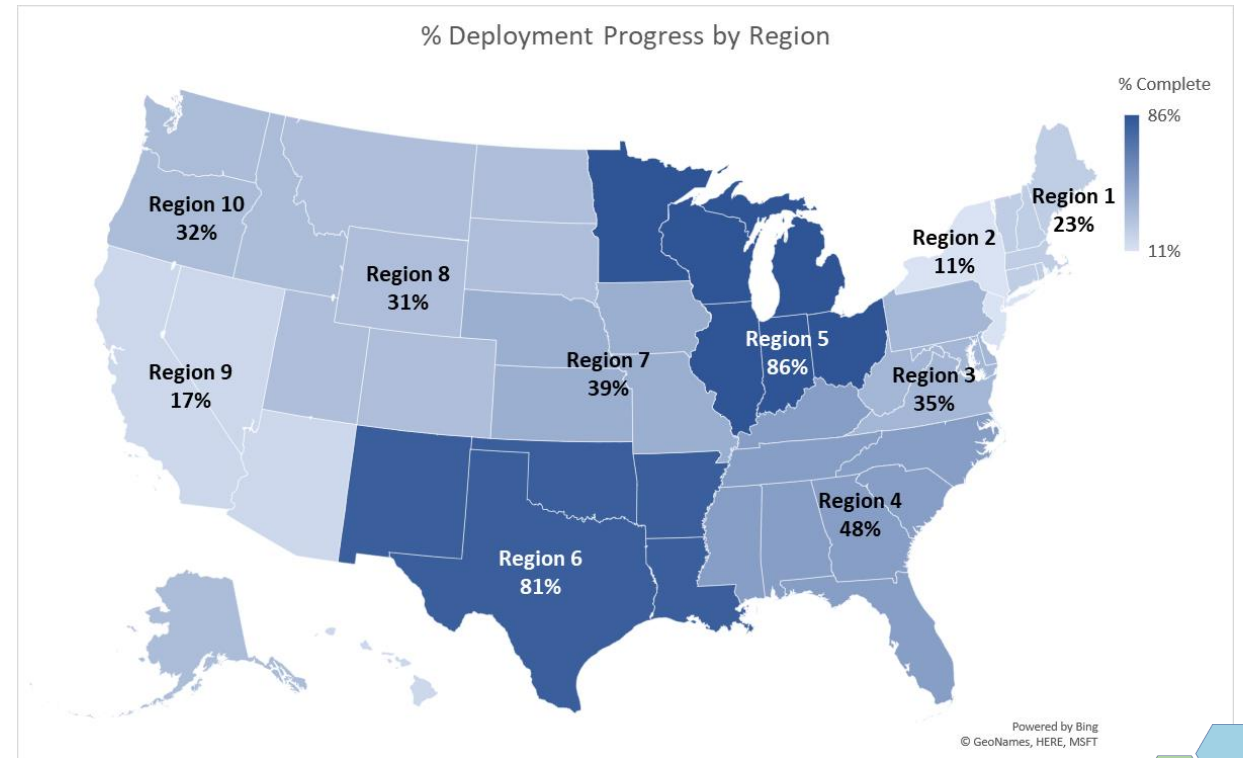 % Deployment Progress by Region
% Complete
86%
11%
Region 1
23%
Region 2
11%
Region 10
32%
Region 8
31%
Region 5
86%
Region 7
39%
Region 9
17%
Region 3
35%
Region 4
48%
Region 6
81%
Powered by Bing
© GeoNames, HERE, MSFT